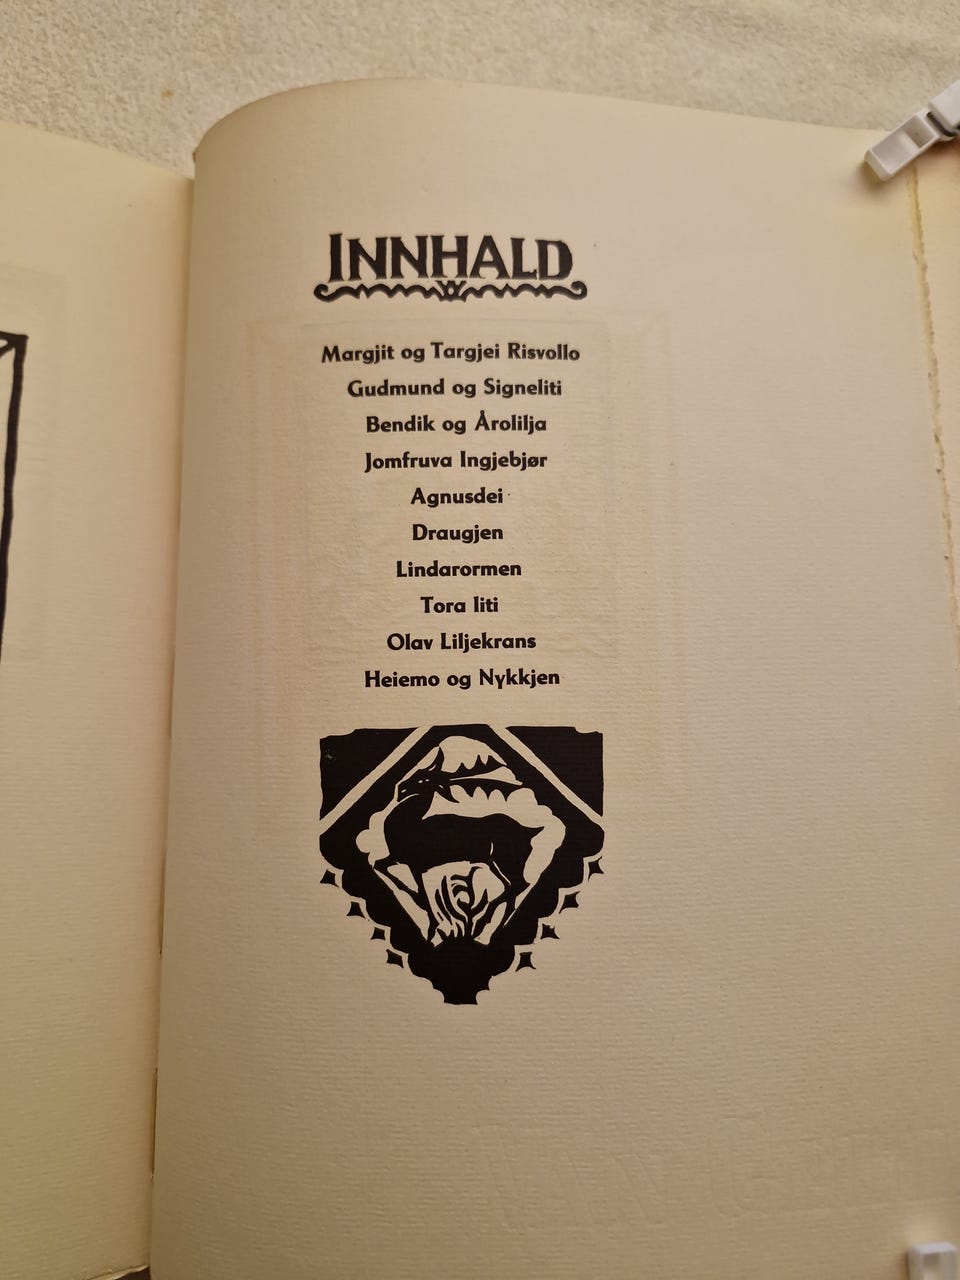 INNHALD
Margjit og Targjei Risvollo
Gudmund og Signeliti
Bendik og Årolilja
Jomfruva Ingjebjør
Agnusdei
Draugjen
Lindarormen
Tora liti
Olav Liljekrans
Heiemo og Nykkjen